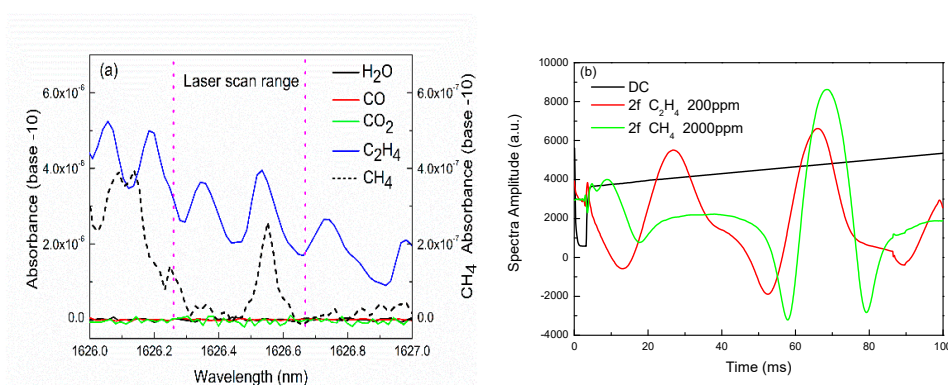 (a)
Laser scan range
H₂O
CO
CO₂
C₂H₄
CH₄
6.0x10⁻⁶
4.0x10⁻⁶
2.0x10⁻⁶
0.0
Absorbance (base -10)
6.0x10⁻⁷
4.0x10⁻⁷
2.0x10⁻⁷
0.0
CH₄ Absorbance (base -10)
1626.0 1626.2 1626.4 1626.6 1626.8 1627.0
Wavelength (nm)
(b)
DC
2f C₂H₄ 200ppm
2f CH₄ 2000ppm
10000
8000
6000
4000
2000
0
-2000
-4000
Spectra Amplitude (a.u.)
0 20 40 60 80 100
Time (ms)